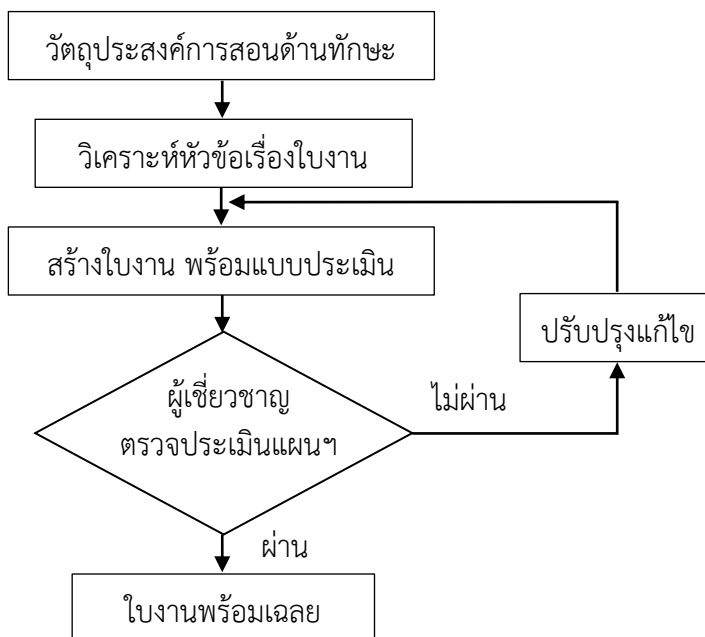 วัตถุประสงค์การสอนด้านทักษะ
วิเคราะห์หัวข้อเรื่องใบงาน
สร้างใบงาน พร้อมแบบประเมิน
ปรับปรุงแก้ไข
ผู้เชี่ยวชาญ
ตรวจประเมินแผนฯ
ไม่ผ่าน
ผ่าน
ใบงานพร้อมเฉลย